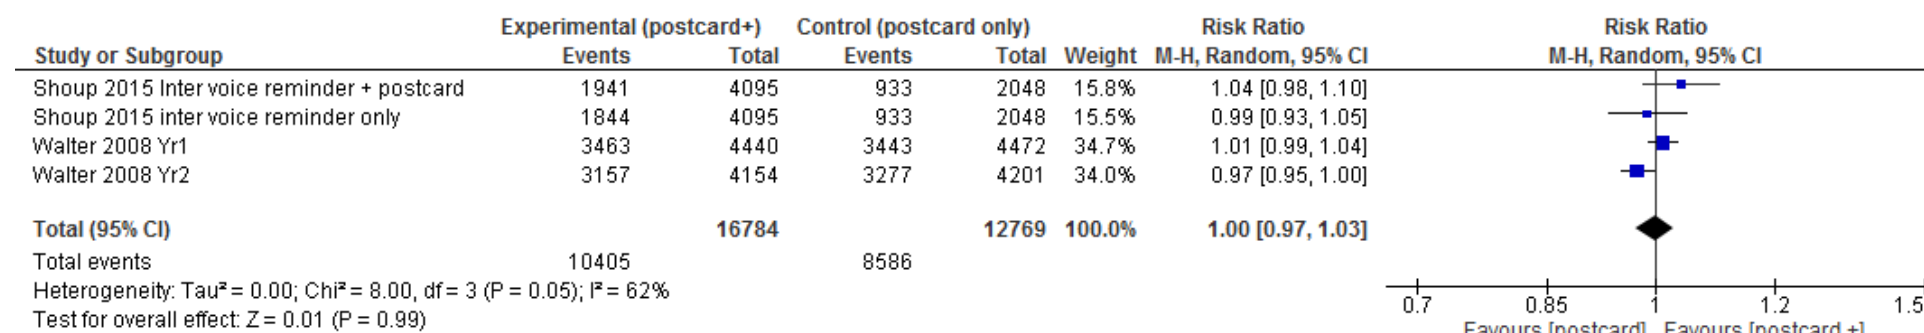 Experimental (postcard+) Control (postcard only) Risk Ratio Risk Ratio
Study or Subgroup Events Total Events Total Weight M-H, Random, 95% CI M-H, Random, 95% CI
Shoup 2015 Inter voice reminder + postcard 1941 4095 933 2048 15.8% 1.04 [0.98, 1.10]
Shoup 2015 inter voice reminder only 1844 4095 933 2048 15.5% 0.99 [0.93, 1.05]
Walter 2008 Yr1 3463 4440 3443 4472 34.7% 1.01 [0.99, 1.04]
Walter 2008 Yr2 3157 4154 3277 4201 34.0% 0.97 [0.95, 1.00]
Total (95% CI) 16784 12769 100.0% 1.00 [0.97, 1.03]
Total events 10405 8586
Heterogeneity: Tau² = 0.00; Chi² = 8.00, df = 3 (P = 0.05); I² = 62%
Test for overall effect: Z = 0.01 (P = 0.99)
0.7 0.85 1 1.2 1.5
Favours [postcard] Favours [postcard +]